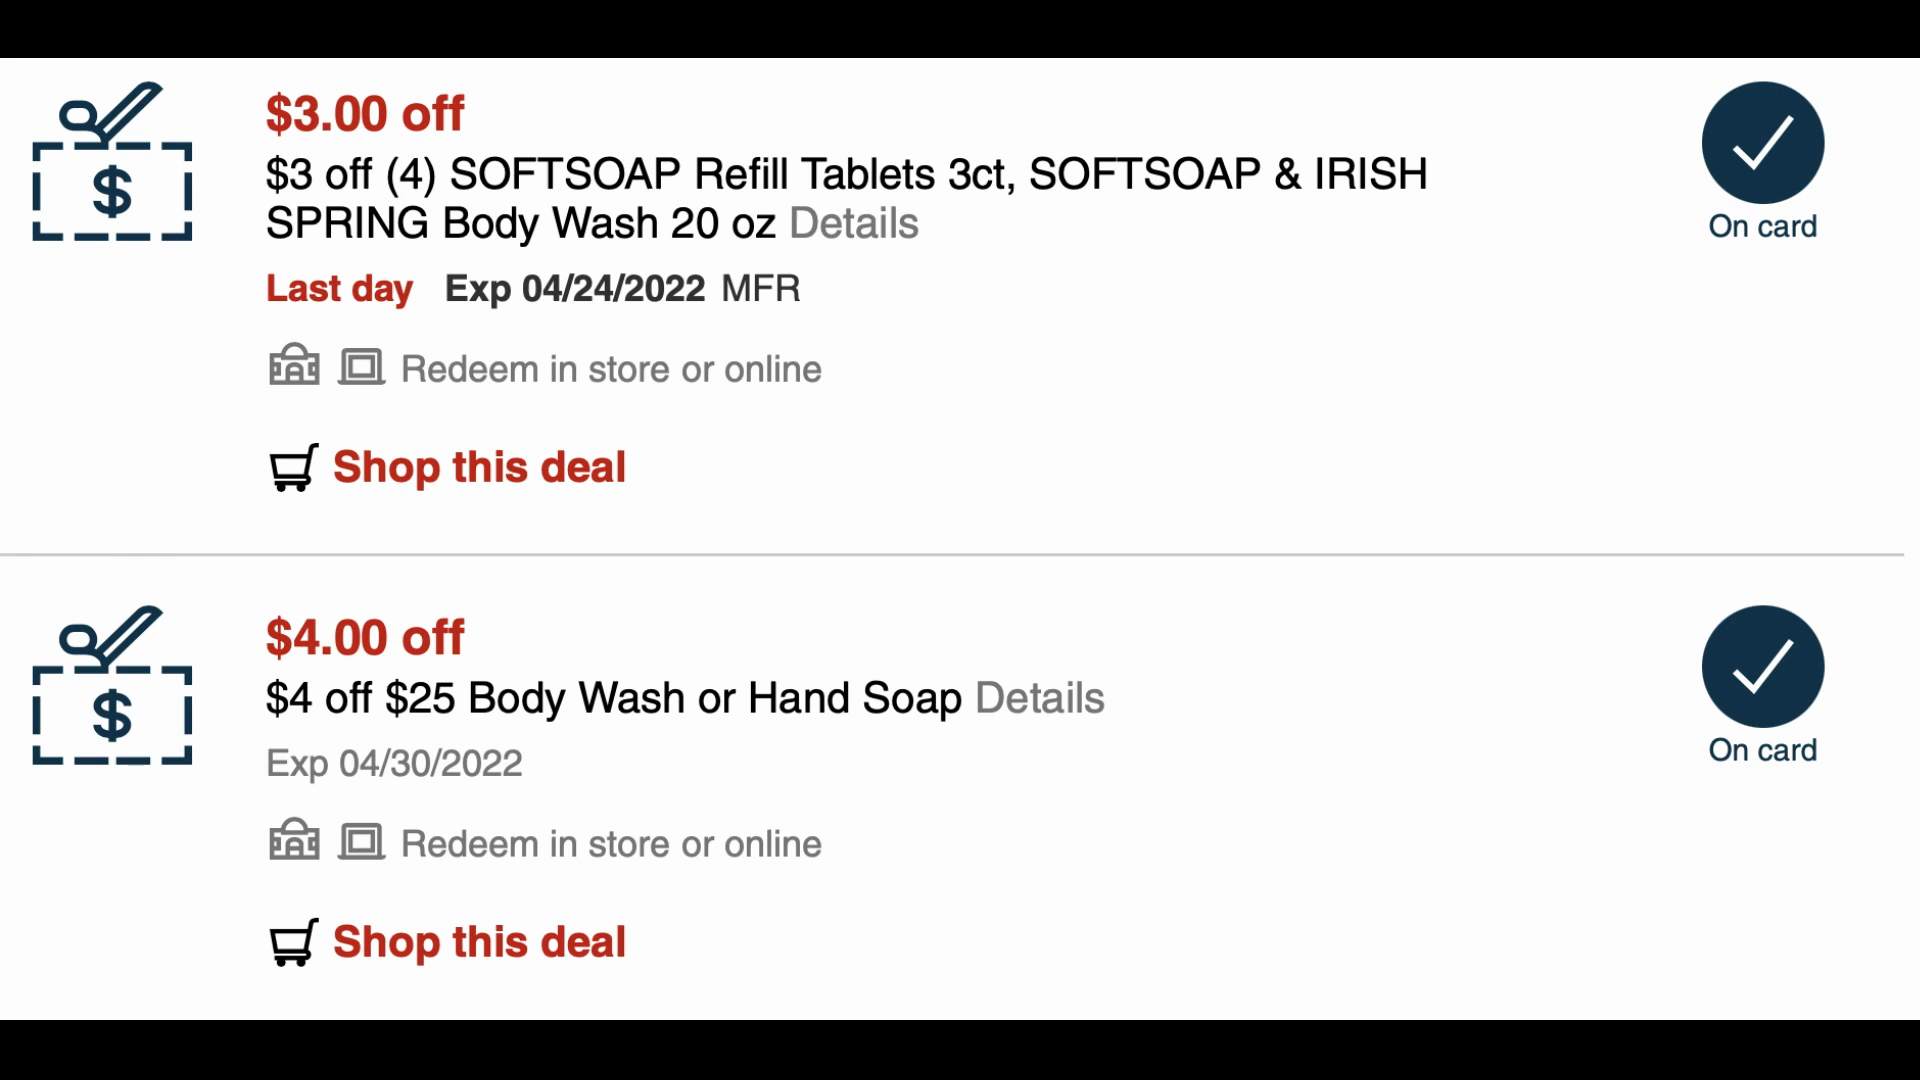 $3.00 off
$3 off (4) SOFTSOAP Refill Tablets 3ct, SOFTSOAP & IRISH
SPRING Body Wash 20 oz Details
Last day Exp 04/24/2022 MFR
Redeem in store or online
Shop this deal
On card
$4.00 off
$4 off $25 Body Wash or Hand Soap Details
Exp 04/30/2022
Redeem in store or online
Shop this deal
On card